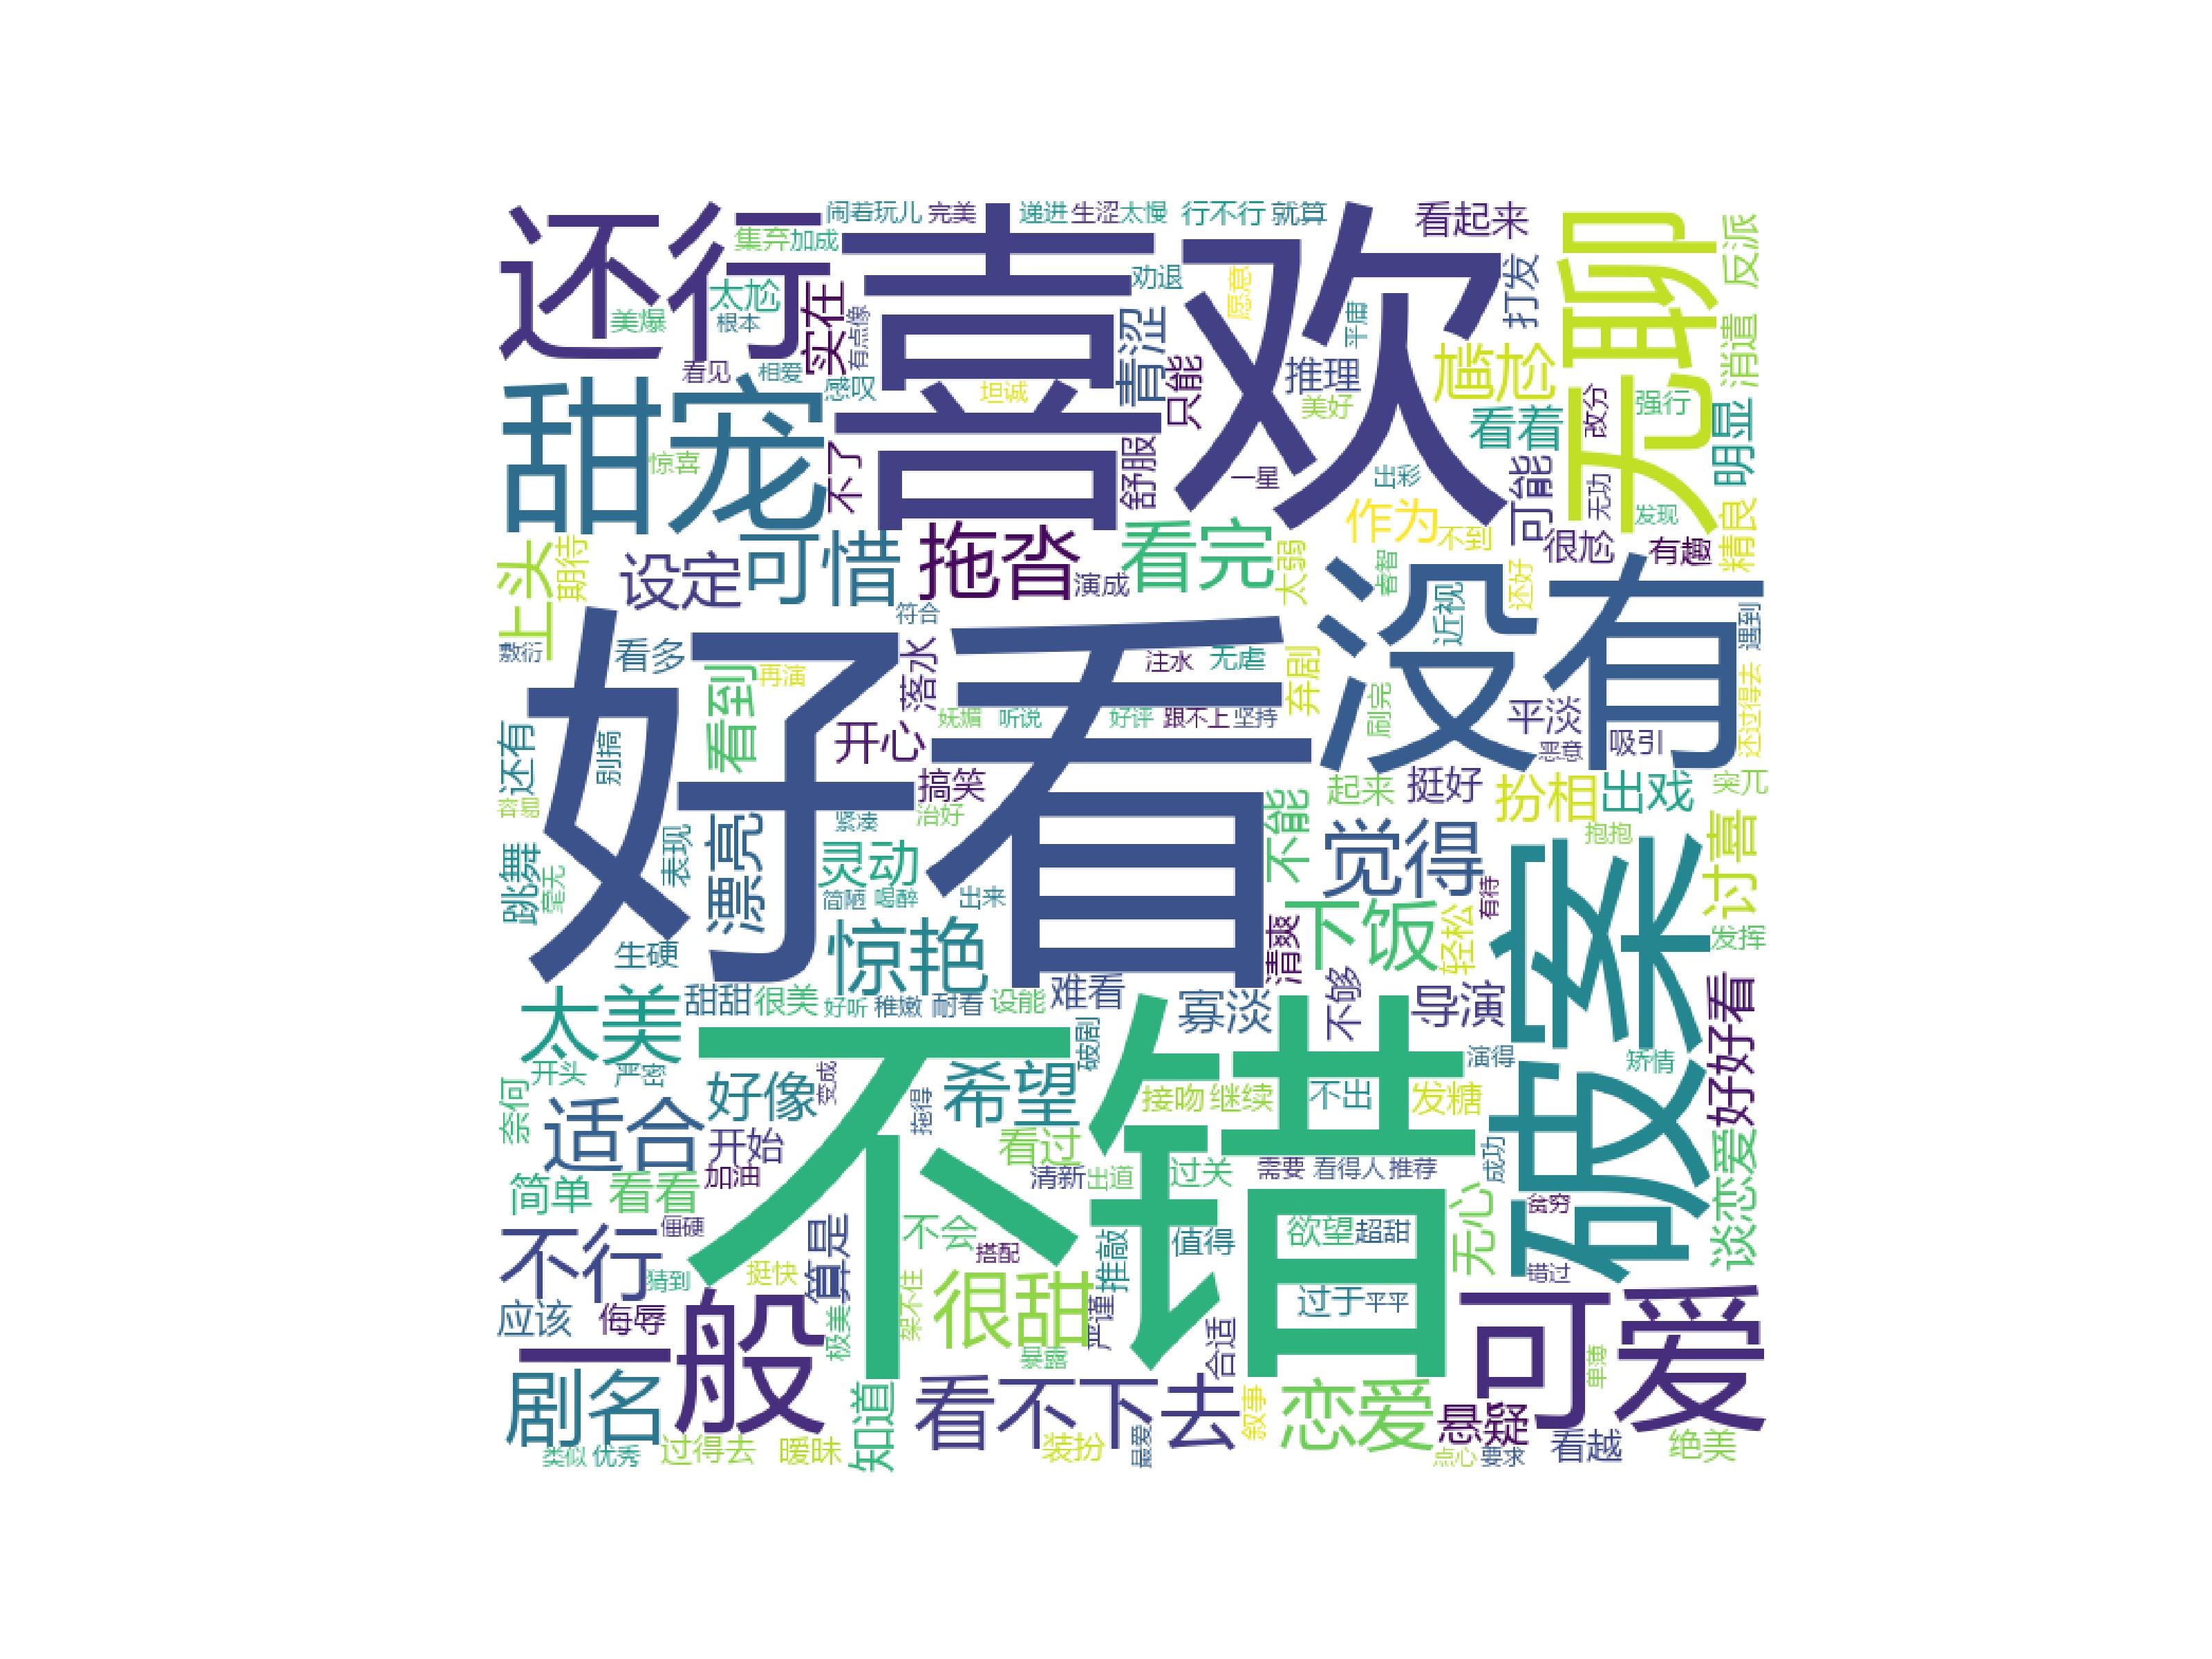 还行
喜欢
无聊
闹着玩儿
完美
递进
生涩
太慢
行不行
就算
看起来
反派
集弃
加成
劝退
愿意
打发
太尬
实在
有点像
美爆
根本
青涩
平庸
尴尬
消遣
看见
相爱
感叹
坦诚
只能
推理
美好
看着
改分
强行
甜宠
惊喜
不了
舒服
一星
出彩
可能
无功
明显
发现
上头
期待
设定
可惜
拖沓
演成
看完
太弱
作为
不到
睿智
很尬
还好
有趣
精良
没有
近视
遇到
敷衍
看多
符合
落水
再演
看到
好看
注水
无虐
弃剧
刷完
平淡
恶意
吸引
还过得去
还有
别搞
开心
妩媚
听说
好评
跟不上
坚持
容易
搞笑
治好
紧凑
不能
起来
挺好
扮相
出戏
突兀
跳舞
毫无
表现
漂亮
灵动
简陋
喝醉
出来
觉得
抱抱
破案
讨喜
生硬
惊艳
清爽
下饭
轻松
有待
发挥
太美
甜甜
很美
好听
稚嫩
耐看
设能
难看
寡淡
不够
导演
好好看
开头
破剧
演得
矫情
奈何
适合
好像
变成
不错
拖得
希望
接吻
继续
不出
发糖
谈恋爱
开始
看过
成功
简单
看看
加油
清新
出道
过关
需要
看得人
推荐
无心
贫穷
不行
僵硬
算是
不会
搭配
推敲
值得
欲望
超甜
错过
猜到
挺快
架不住
很甜
严谨
过于
平平
可爱
应该
侮辱
一般
极美
暴露
合适
单薄
剧名
知道
看不下去
叙事
恋爱
悬疑
看越
绝美
类似
优秀
过得去
暧昧
装扮
最爱
点心
要求